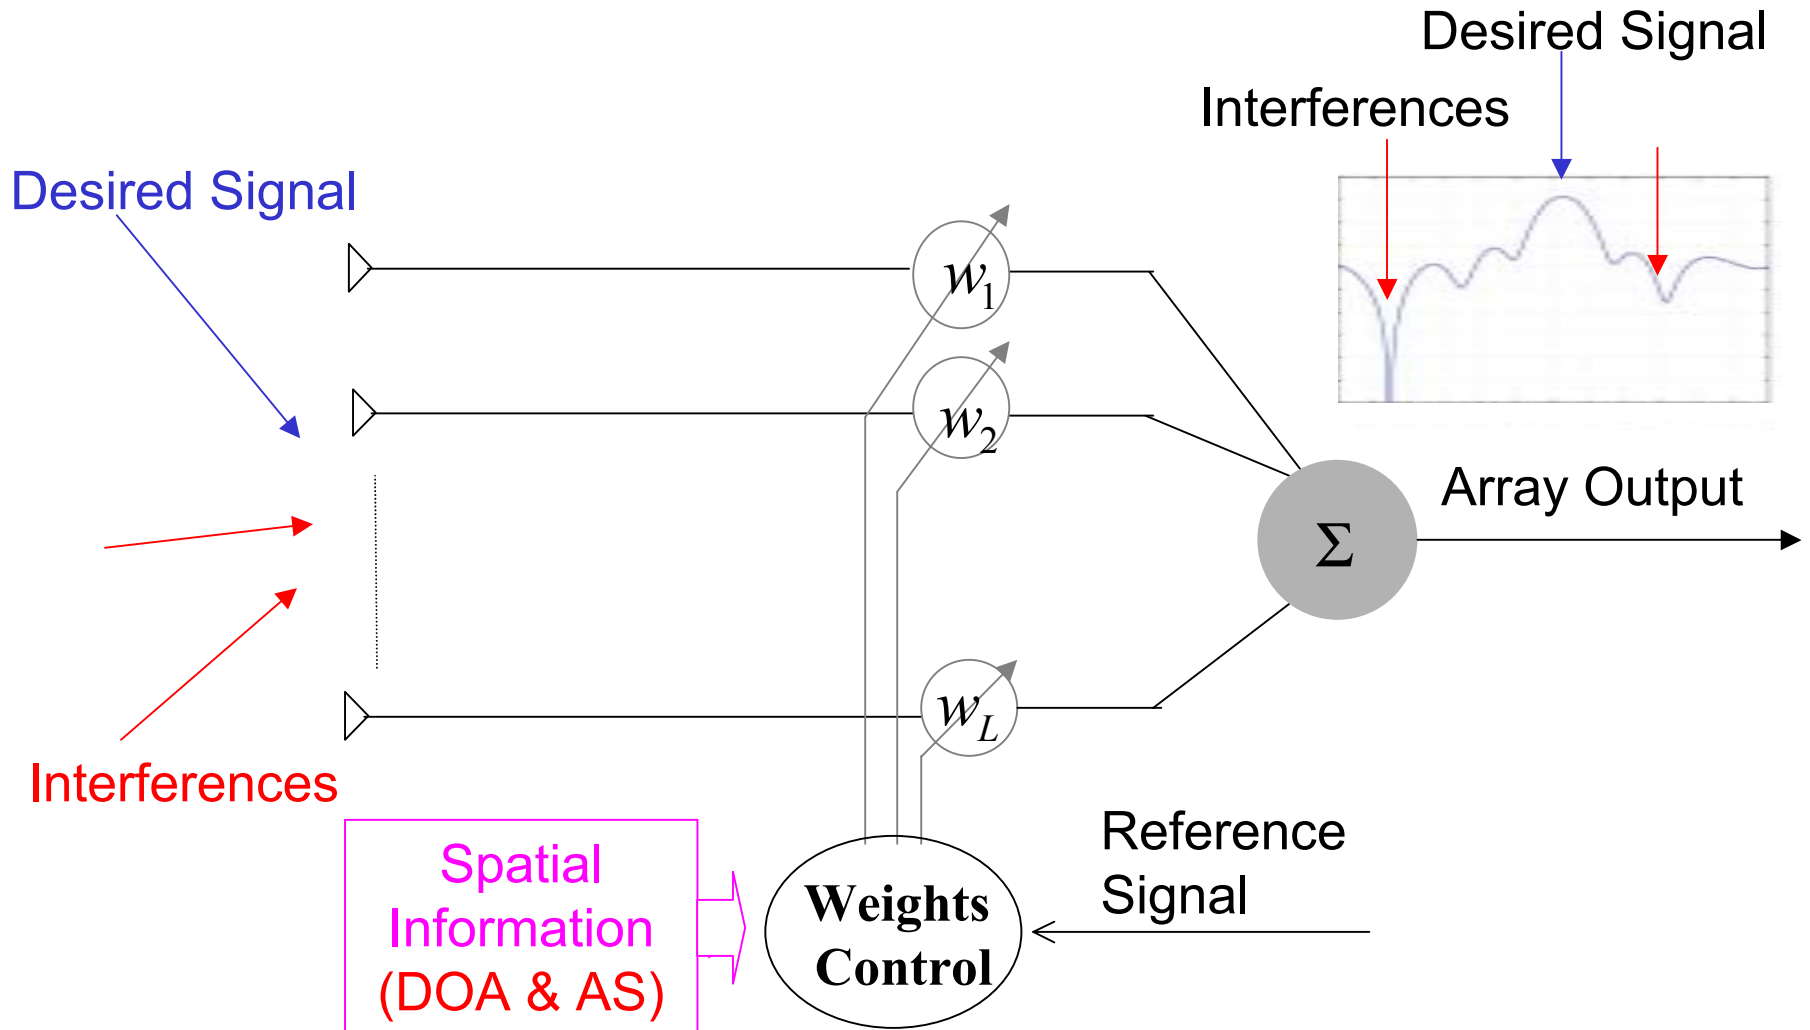 Desired Signal
Interferences
Desired Signal
w1
w2
Array Output
Σ
wL
Interferences
Spatial
Information
(DOA & AS)
Weights
Control
Reference
Signal